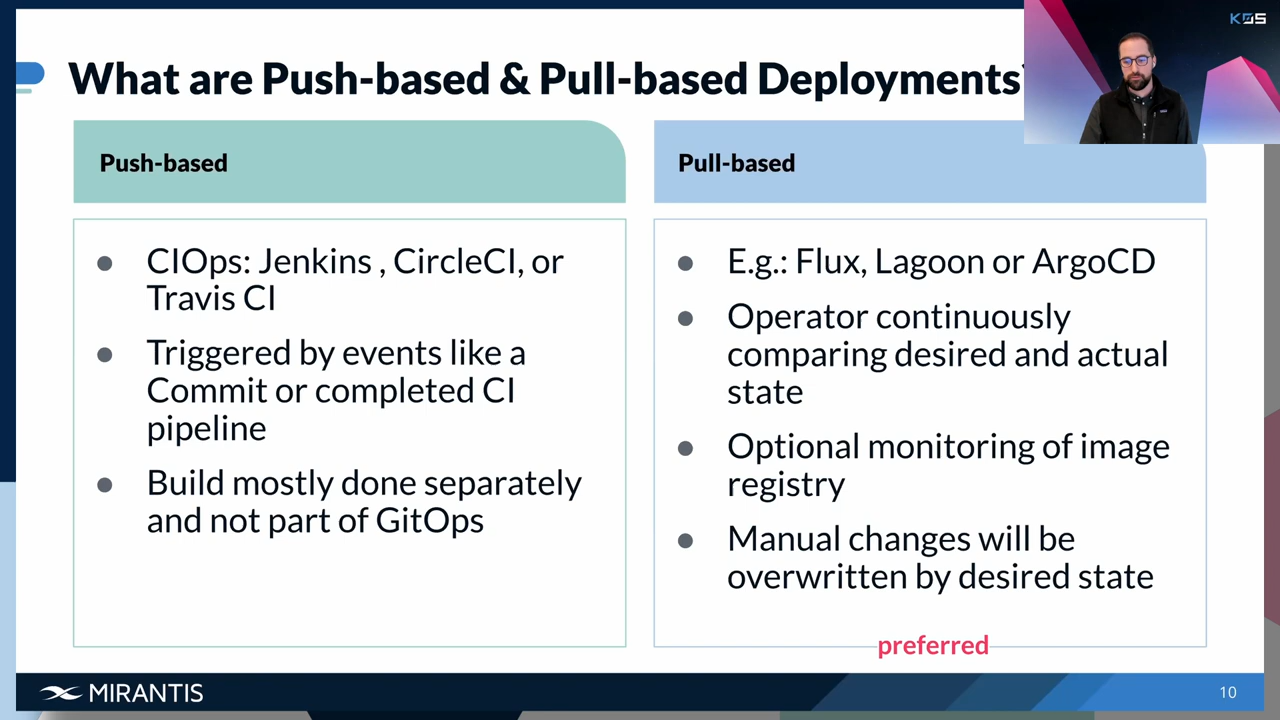 K0S
What are Push-based & Pull-based Deployments?
Push-based
CIOps: Jenkins , CircleCI, or
Travis CI
Triggered by events like a
Commit or completed CI
pipeline
Build mostly done separately
and not part of GitOps
Pull-based
E.g.: Flux, Lagoon or ArgoCD
Operator continuously
comparing desired and actual
state
Optional monitoring of image
registry
Manual changes will be
overwritten by desired state
preferred
MIRANTIS
10